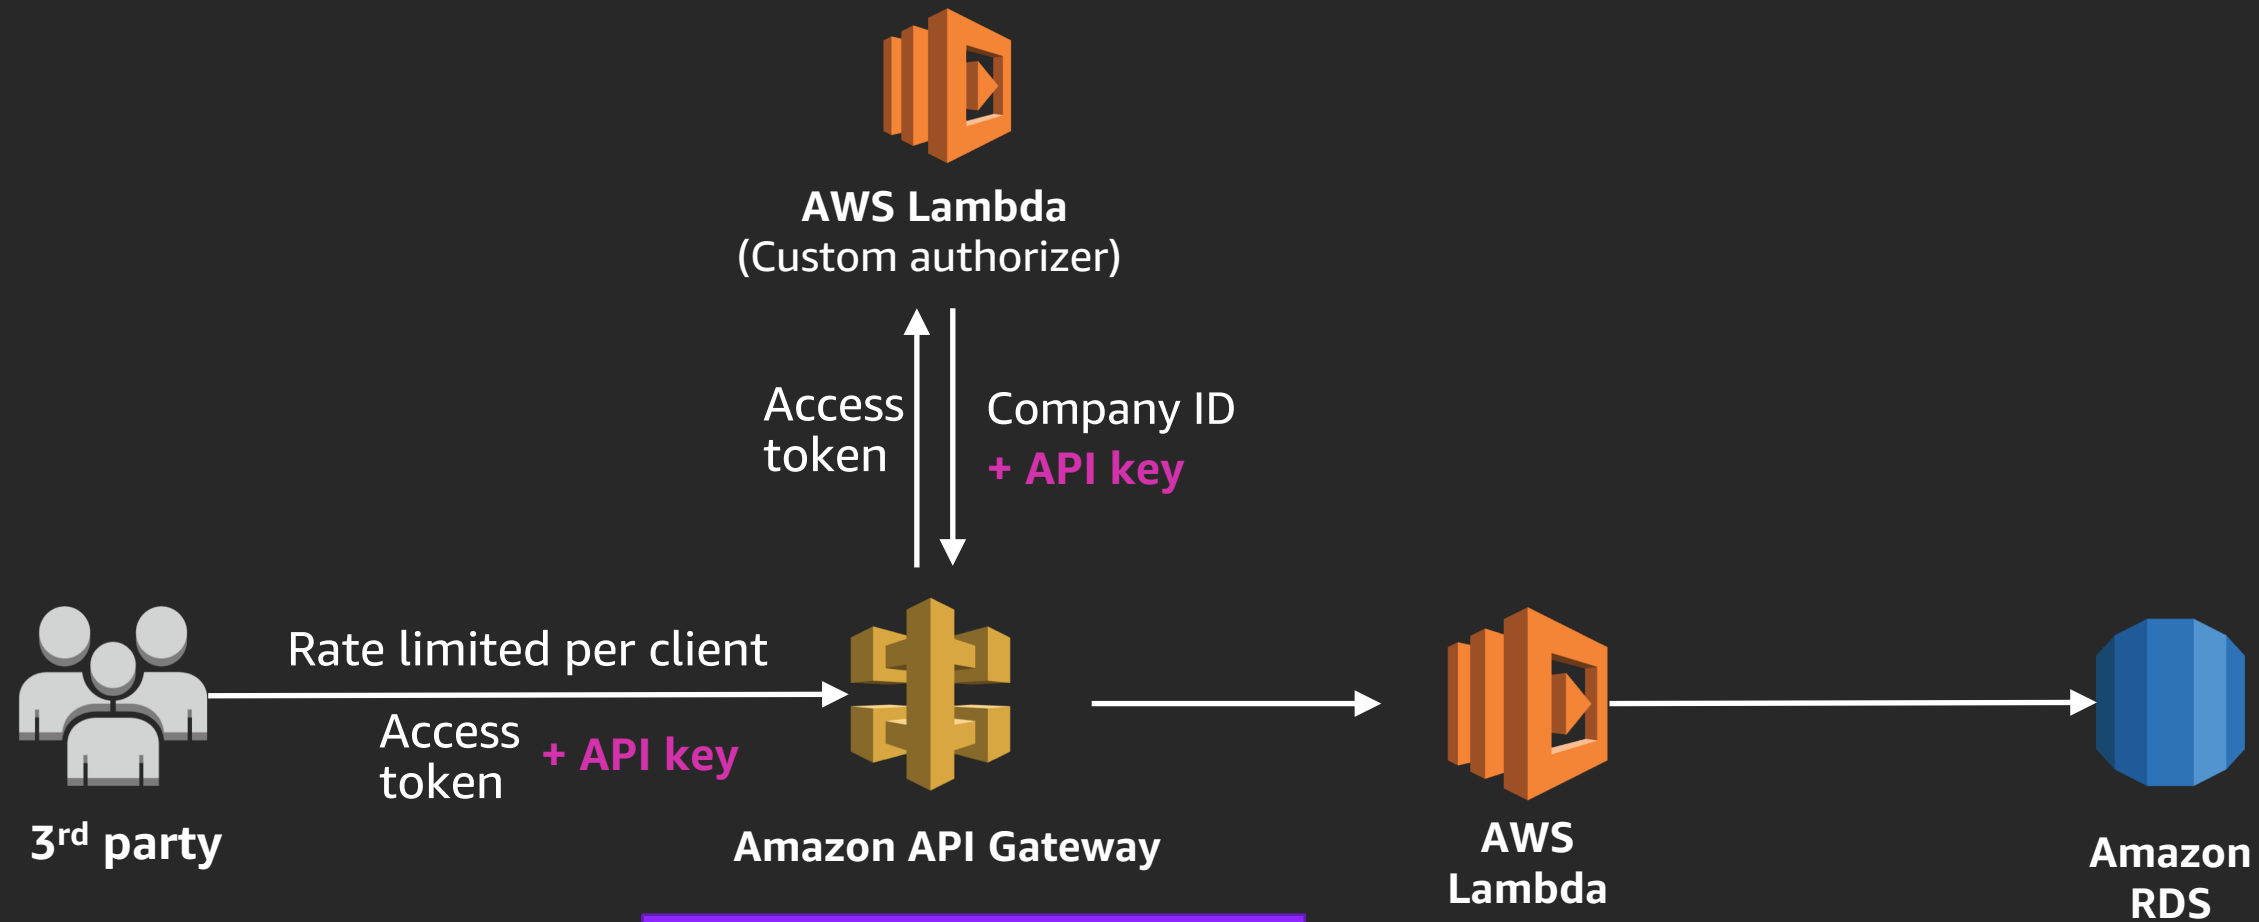 AWS Lambda
(Custom authorizer)
Access
token
Company ID
+ API key
Rate limited per client
Access
token
+ API key
3rd party
Amazon API Gateway
AWS
Lambda
Amazon
RDS